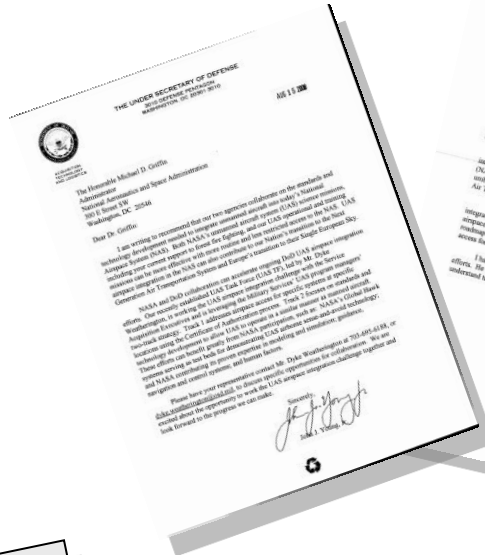 THE UNDER SECRETARY OF DEFENSE
3010 DEFENSE PENTAGON
WASHINGTON, DC 20301-3010
AUG 15 2008
ACQUISITION
TECHNOLOGY
AND LOGISTICS
The Honorable Michael D. Griffin
Administrator
National Aeronautics and Space Administration
300 E Street SW
Washington, DC 20546
Dear Dr. Griffin:
I am writing to recommend that our two agencies collaborate on the standards and
technology development needed to integrate unmanned aircraft into today's National
Airspace System (NAS). Both NASA's unmanned aircraft system (UAS) science missions,
including your current support to forest fire fighting, and our UAS operational and training
missions can be more effective with more routine and less restricted access to the NAS. UAS
airspace integration in the NAS can also contribute to our Nation's transition to the Next
Generation Air Transportation System and Europe's transition to their Single European Sky.
NASA and DoD collaboration can accelerate ongoing DoD UAS airspace integration
efforts. Our recently established UAS Task Force (UAS TF), led by Mr. Dyke
Weatherington, is working the UAS airspace integration challenge with the Service
Acquisition Executives and is leveraging the Military Services' UAS program managers'
two-track strategy. Track 1 addresses airspace access for specific systems at specific
locations using the Certificate of Authorization process. Track 2 focuses on standards and
technology development to allow UAS to operate in a similar manner as manned aircraft.
These efforts can benefit greatly from NASA participation, such as: NASA's Global Hawk
systems serving as test beds for demonstrating UAS airborne sense-and-avoid technology;
and NASA contributing its proven expertise in modeling and simulation; guidance,
navigation and control systems; and human factors.
Please have your representative contact Mr. Dyke Weatherington at 703-695-6188, or
dyke.weatherington@osd.mil, to discuss specific opportunities for collaboration. We are
excited about the opportunity to work the UAS airspace integration challenge together and
look forward to the progress we can make.
Sincerely,
John J. Young, Jr.